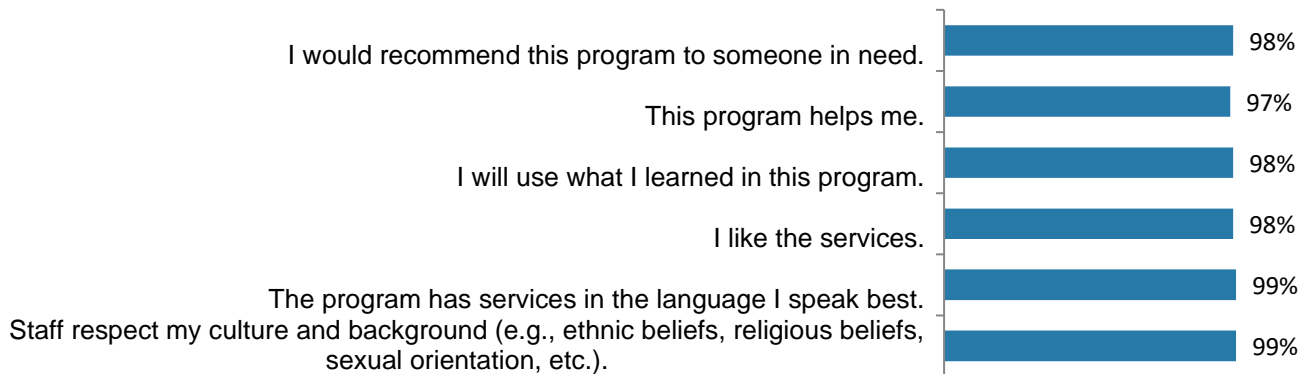 I would recommend this program to someone in need. 98%
This program helps me. 97%
I will use what I learned in this program. 98%
I like the services. 98%
The program has services in the language I speak best. 99%
Staff respect my culture and background (e.g., ethnic beliefs, religious beliefs,
sexual orientation, etc.). 99%